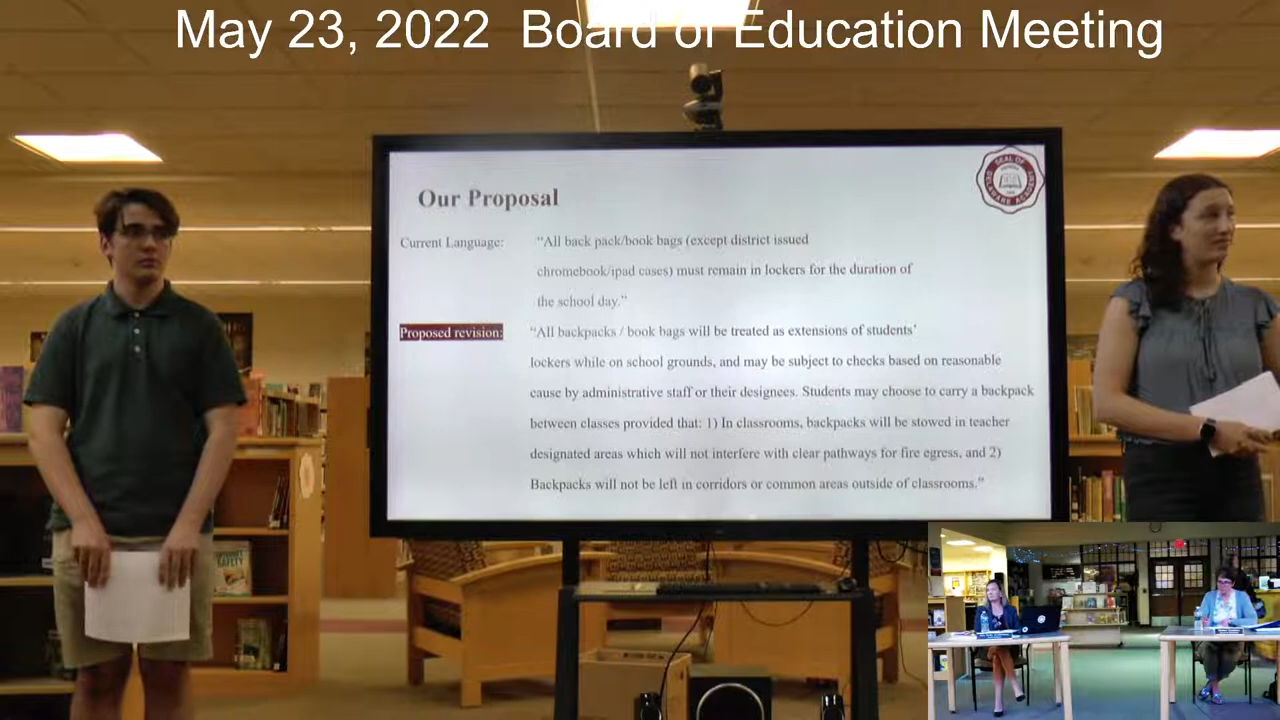 May 23, 2022  Board of Education Meeting
SEAL OF
DELAWARE ACADEMY
Our Proposal
Current Language:
"All back pack/book bags (except district issued
chromebook/ipad cases) must remain in lockers for the duration of
the school day."
Proposed revision:
"All backpacks / book bags will be treated as extensions of students'
lockers while on school grounds, and may be subject to checks based on reasonable
cause by administrative staff or their designees. Students may choose to carry a backpack
between classes provided that: 1) In classrooms, backpacks will be stowed in teacher
designated areas which will not interfere with clear pathways for fire egress, and 2)
Backpacks will not be left in corridors or common areas outside of classrooms."
SAFETY